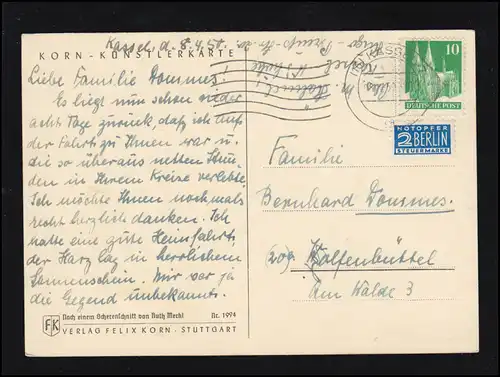 Kassel, d. 8.4.51.
KORN-KÜNSTLERKARTE
Liebe Familie Dommes!
Es liegt nun schon wieder
acht Tage zurück, daß ich auf
der Fahrt zu Ihnen war u.
die so überaus netten Stun-
den in Ihrem Kreise verlebte.
Ich möchte Ihnen nochmals
recht herzlich danken. Ich
hatte eine gute Heimfahrt,
der Harz lag in herrlichem
Sonnenschein. Mir war ja
die Gegend unbekannt.
FK
Nach einem Scherenschnitt von Ruth Merkl Nr. 1994
VERLAG FELIX KORN · STUTTGART
10
DEUTSCHE POST
NOTOPFER
2 BERLIN
STEUERMARKE
Familie
Bernhard Dommes.
(20) Wolfenbüttel
Am Walde 3